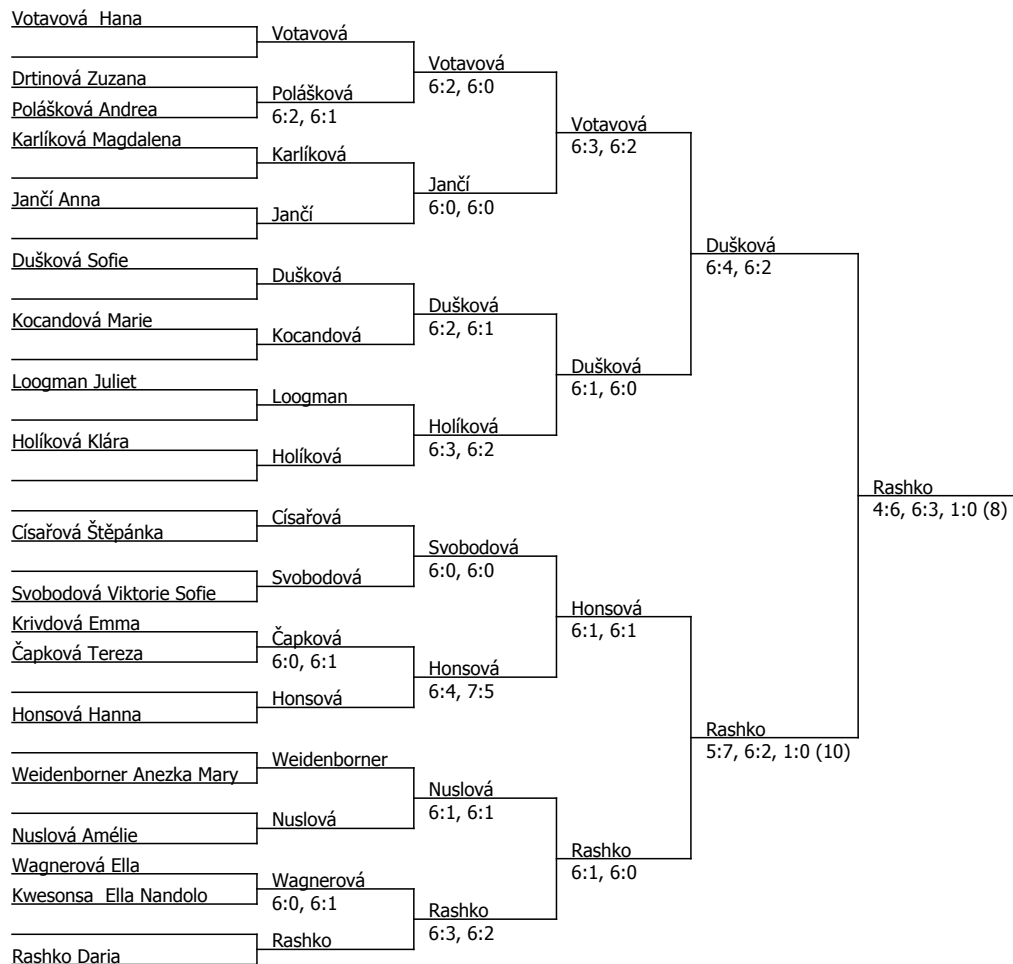 Votavová  Hana
Votavová
Votavová
6:2, 6:0
Drtinová Zuzana
Polášková
6:2, 6:1
Polášková Andrea
Votavová
6:3, 6:2
Karlíková Magdalena
Karlíková
Jančí
6:0, 6:0
Jančí Anna
Jančí
Dušková
6:4, 6:2
Dušková Sofie
Dušková
Dušková
6:2, 6:1
Kocandová Marie
Kocandová
Dušková
6:1, 6:0
Loogman Juliet
Loogman
Holíková
6:3, 6:2
Holíková Klára
Holíková
Rashko
4:6, 6:3, 1:0 (8)
Císařová
Císařová Štěpánka
Svobodová
6:0, 6:0
Svobodová
Svobodová Viktorie Sofie
Honsová
6:1, 6:1
Krivdová Emma
Čapková
6:0, 6:1
Čapková Tereza
Honsová
6:4, 7:5
Honsová
Honsová Hanna
Rashko
5:7, 6:2, 1:0 (10)
Weidenborner
Weidenborner Anezka Mary
Nuslová
6:1, 6:1
Nuslová
Nuslová Amélie
Rashko
6:1, 6:0
Wagnerová Ella
Wagnerová
6:0, 6:1
Kwesonsa  Ella Nandolo
Rashko
6:3, 6:2
Rashko
Rashko Daria